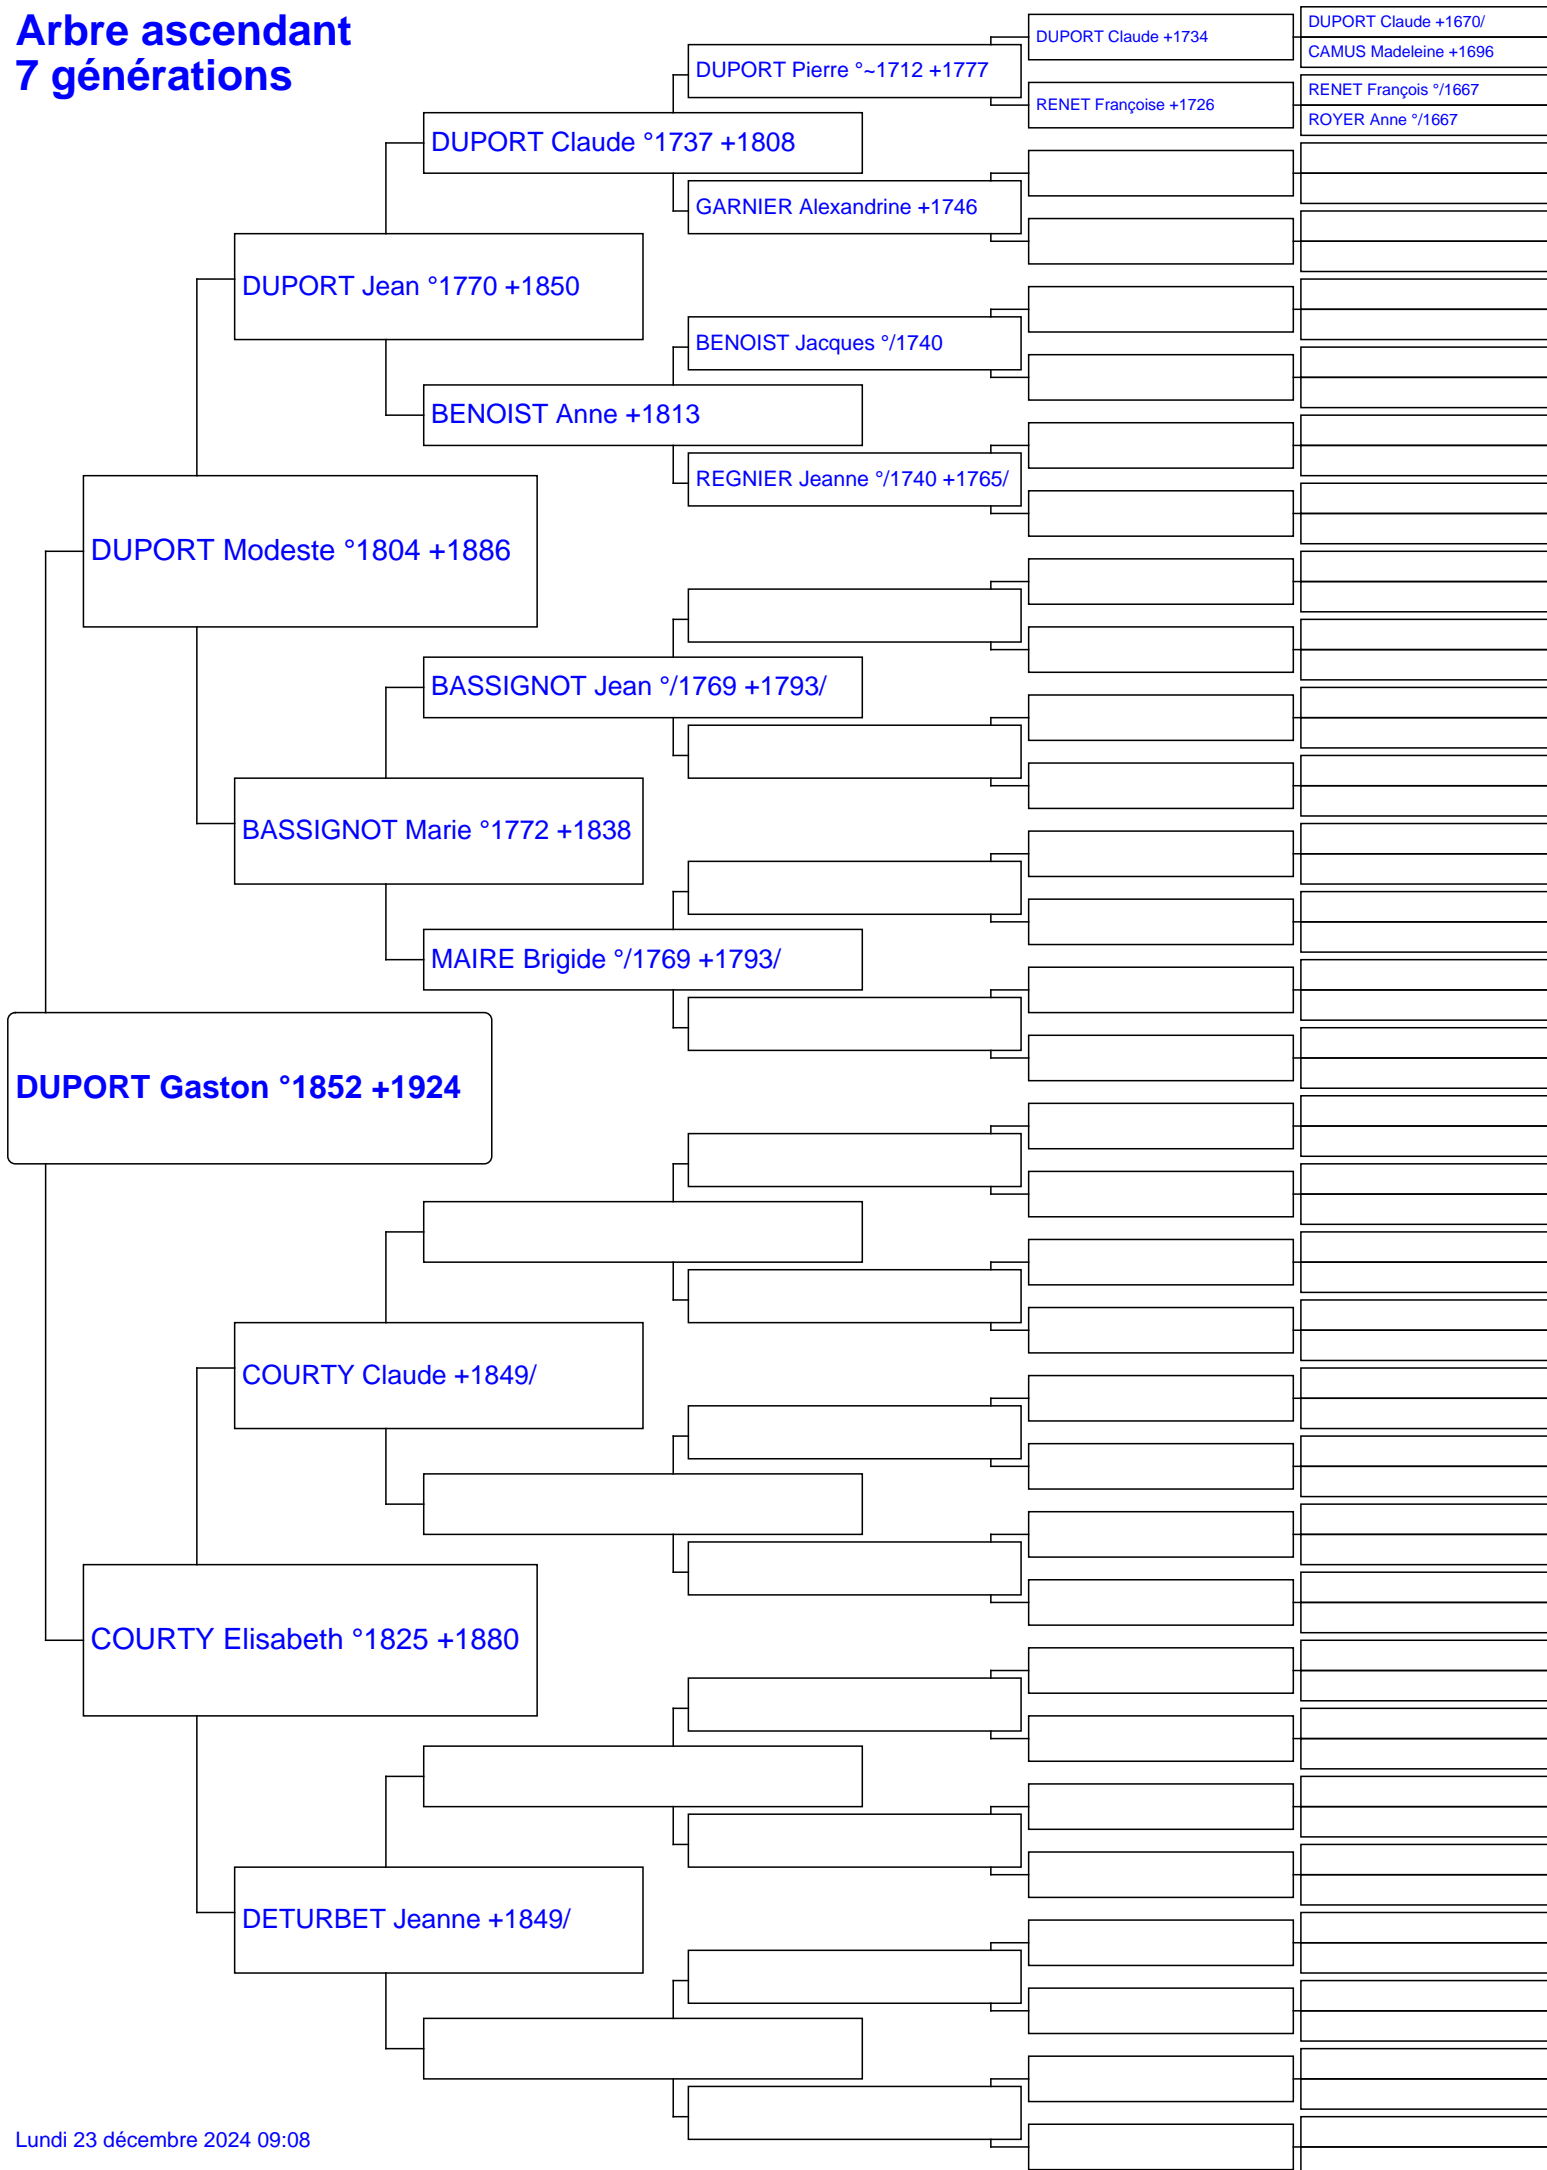 Arbre ascendant
7 générations
DUPORT Claude +1670/
DUPORT Claude +1734
CAMUS Madeleine +1696
DUPORT Pierre °~1712 +1777
RENET François °/1667
RENET Françoise +1726
ROYER Anne °/1667
DUPORT Claude °1737 +1808
GARNIER Alexandrine +1746
DUPORT Jean °1770 +1850
BENOIST Jacques °/1740
BENOIST Anne +1813
REGNIER Jeanne °/1740 +1765/
DUPORT Modeste °1804 +1886
BASSIGNOT Jean °/1769 +1793/
BASSIGNOT Marie °1772 +1838
MAIRE Brigide °/1769 +1793/
DUPORT Gaston °1852 +1924
COURTY Claude +1849/
COURTY Elisabeth °1825 +1880
DETURBET Jeanne +1849/
Lundi 23 décembre 2024 09:08